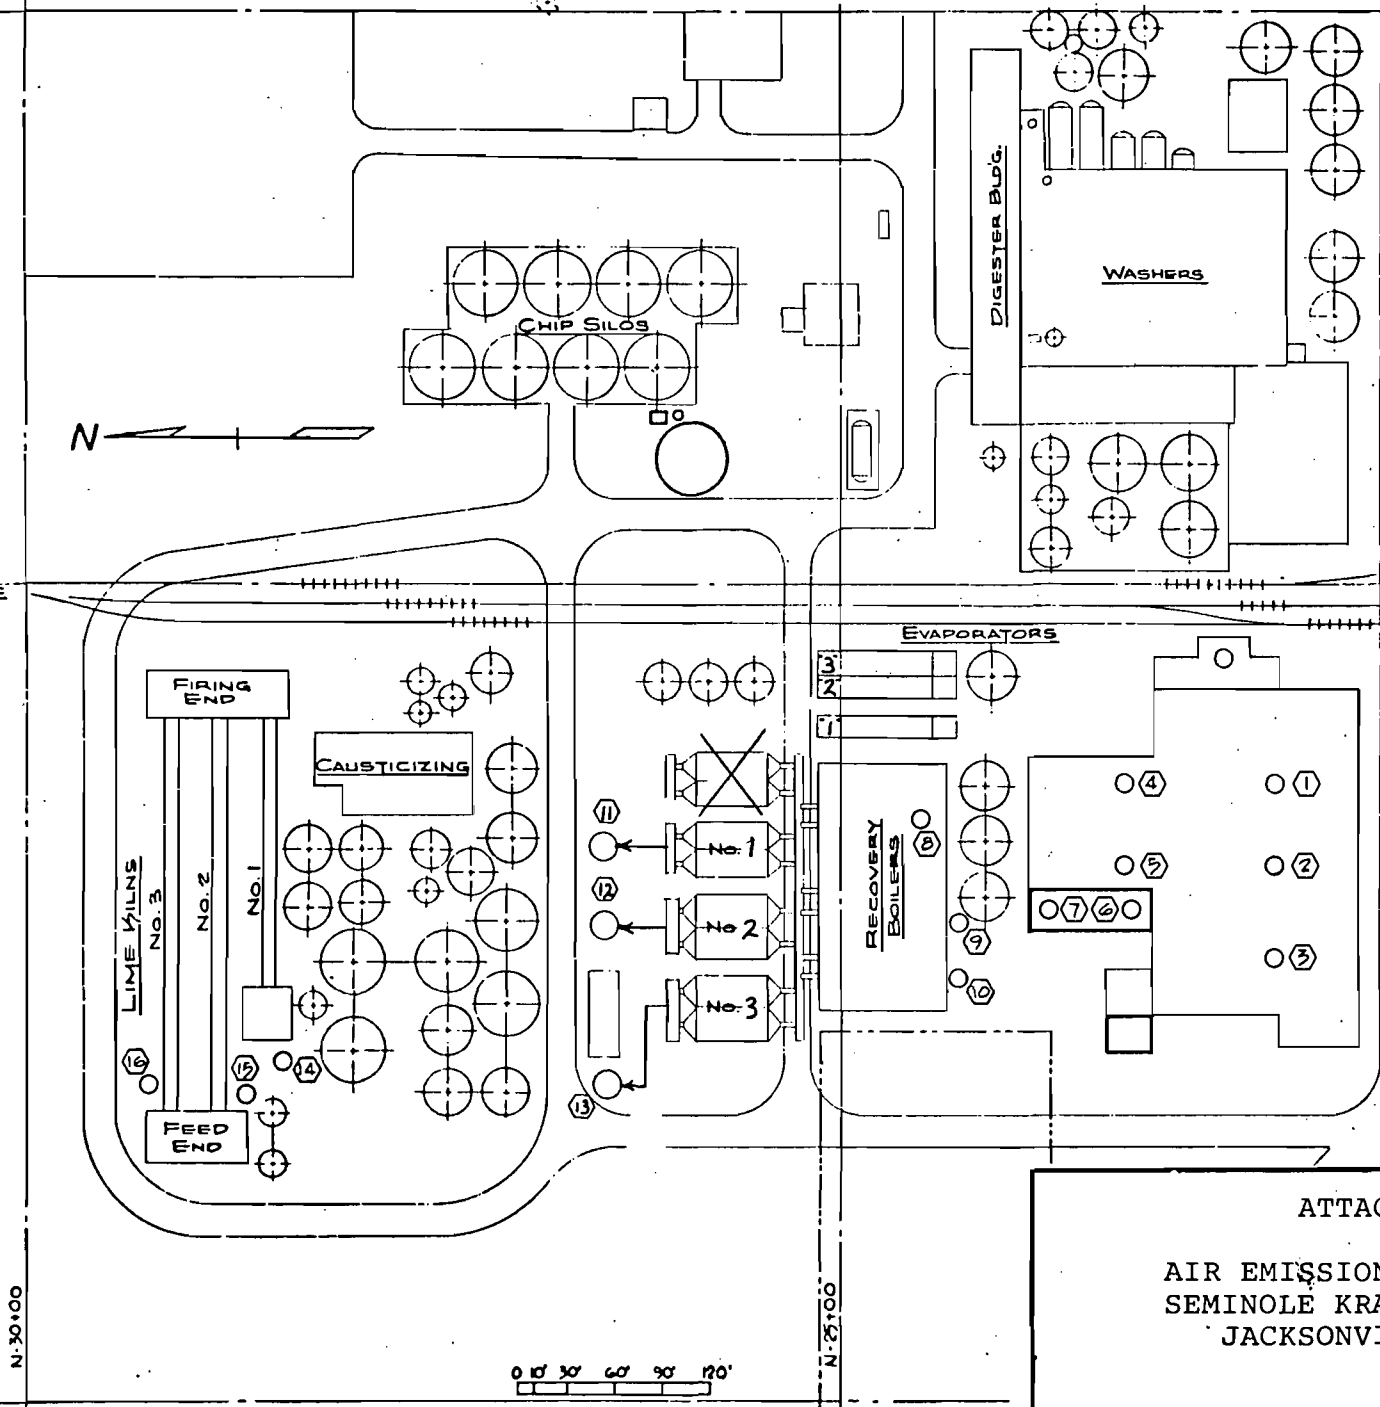 DIGESTER BLD'G.
WASHERS
CHIP SILOS
N
EVAPORATORS
3
2
1
FIRING
END
CAUSTICIZING
LIME KILNS
No. 3
No. 2
No. 1
11
12
13
No. 1
No. 2
No. 3
RECOVERY
BOILERS
8
9
10
4
1
5
2
7
6
3
16
15
14
FEED
END
ATTAC
AIR EMISSION
SEMINOLE KRA
JACKSONVI
N-30+00
N-25+00
0 10' 30' 60' 90' 120'